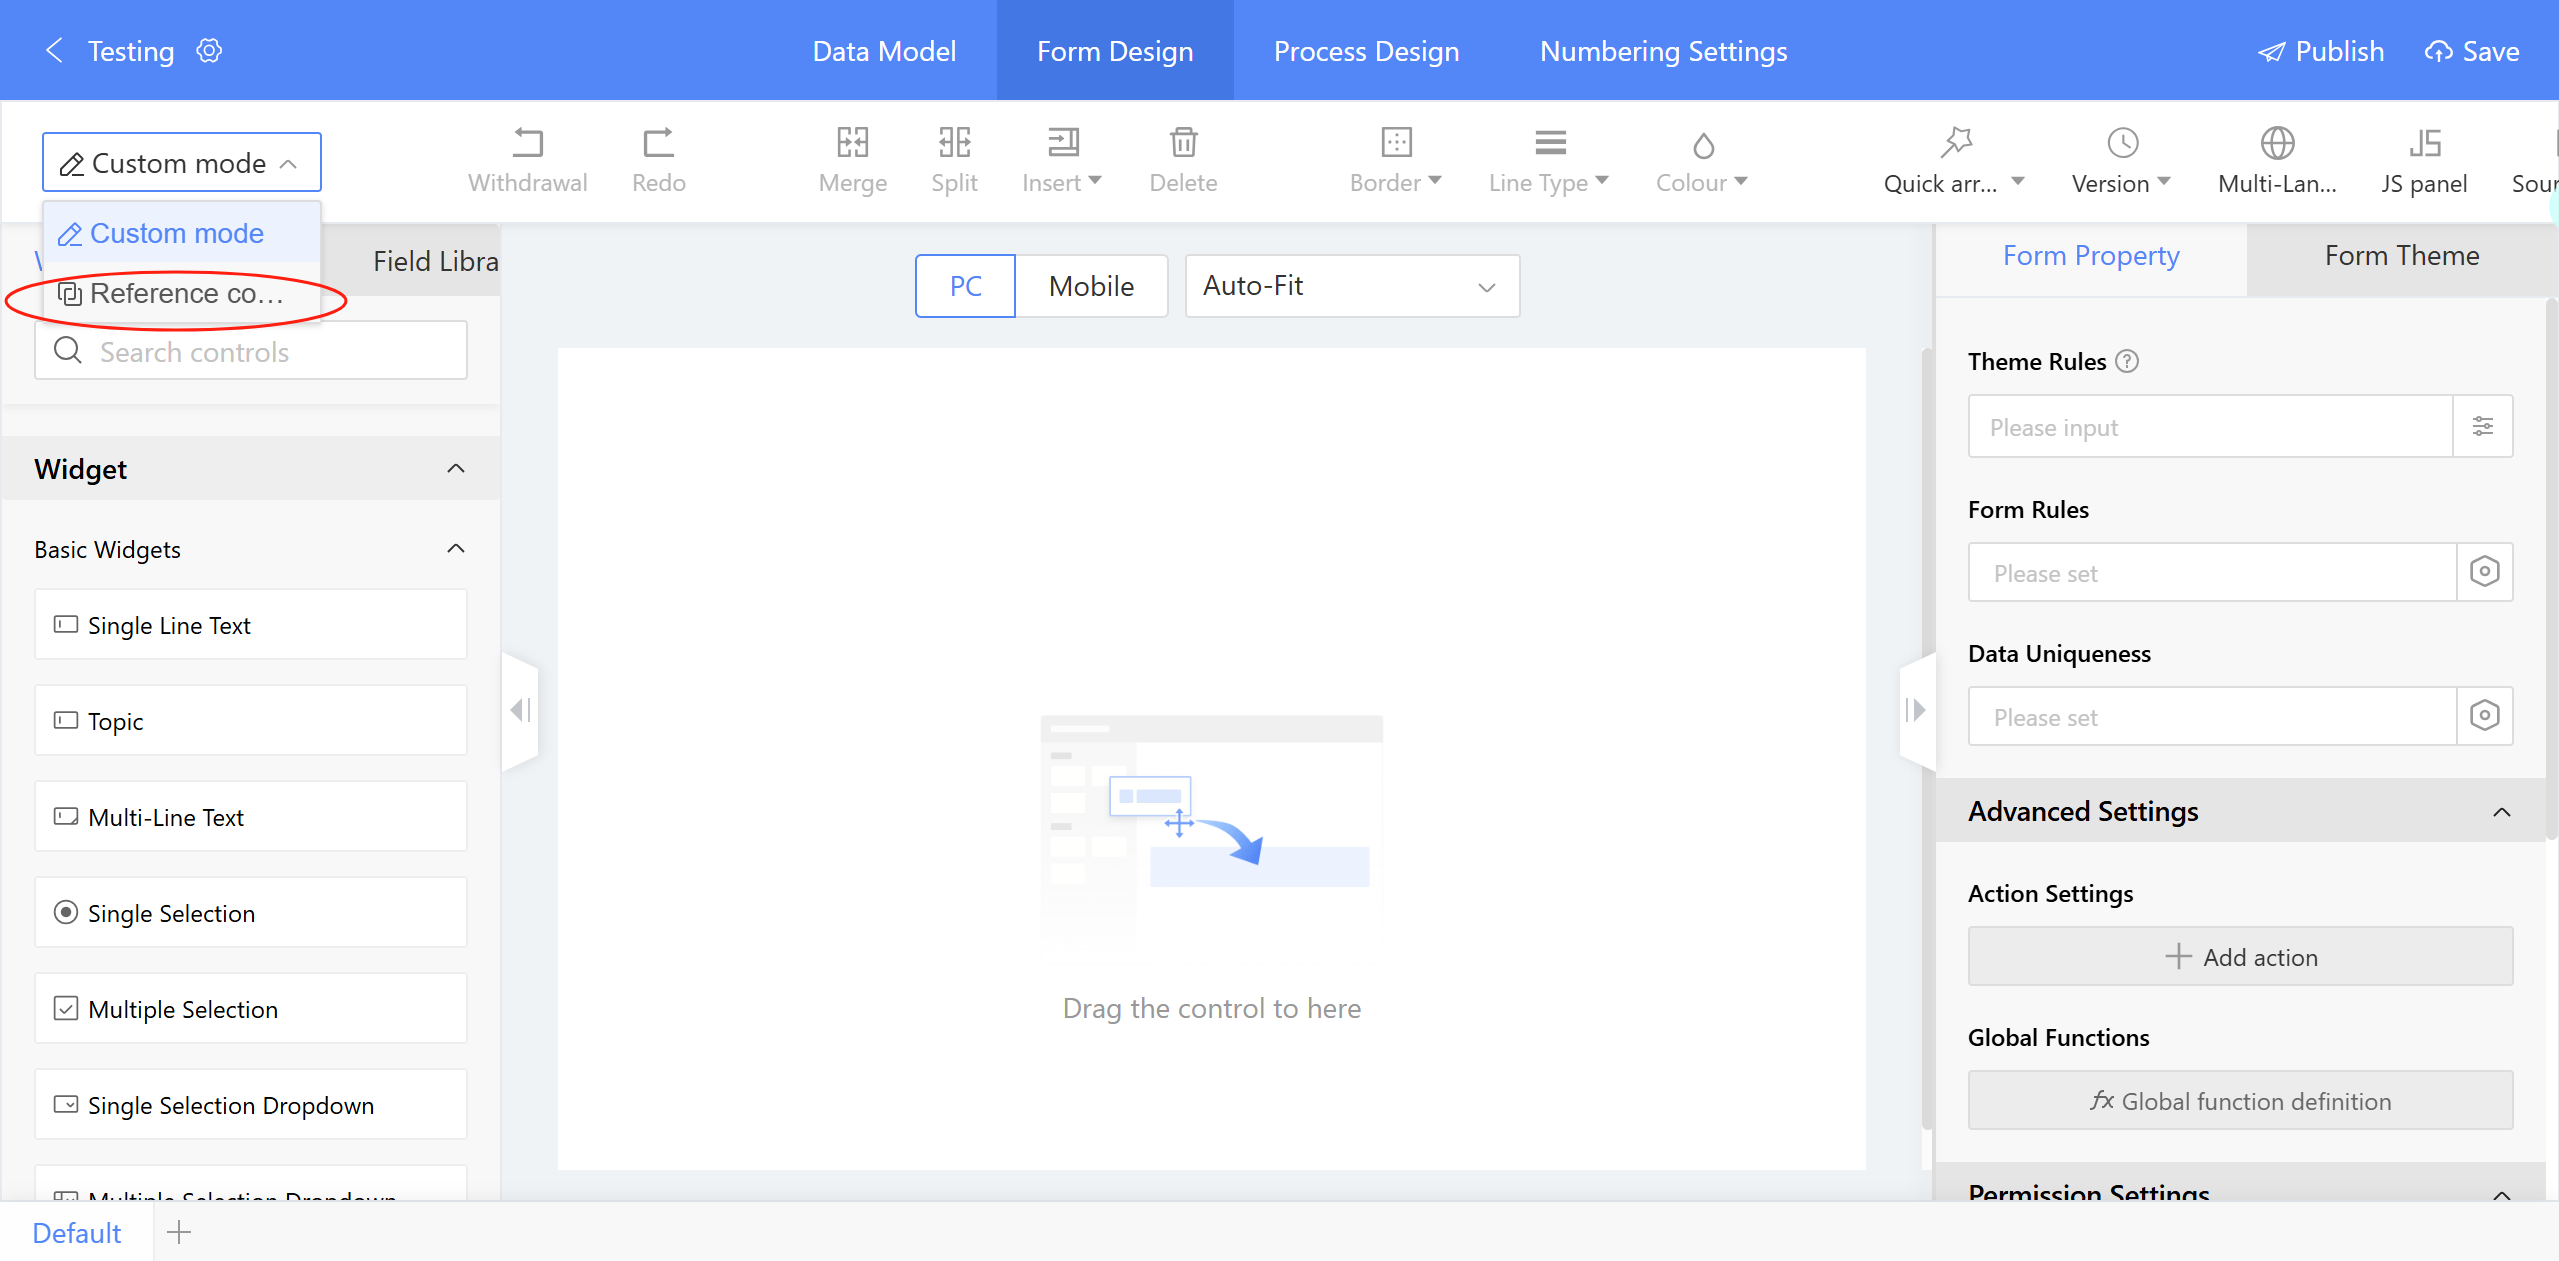 Testing
Data Model
Form Design
Process Design
Numbering Settings
Publish
Save
Custom mode
Withdrawal
Redo
Merge
Split
Insert
Delete
Border
Line Type
Colour
Quick arr...
Version
Multi-Lan...
JS panel
Sour
Custom mode
Reference co...
Field Libra
PC
Mobile
Auto-Fit
Form Property
Form Theme
Search controls
Widget
Basic Widgets
Single Line Text
Topic
Multi-Line Text
Single Selection
Multiple Selection
Single Selection Dropdown
Multiple Selection Dropdown
Drag the control to here
Theme Rules
Please input
Form Rules
Please set
Data Uniqueness
Please set
Advanced Settings
Action Settings
Add action
Global Functions
fx Global function definition
Permission Settings
Default